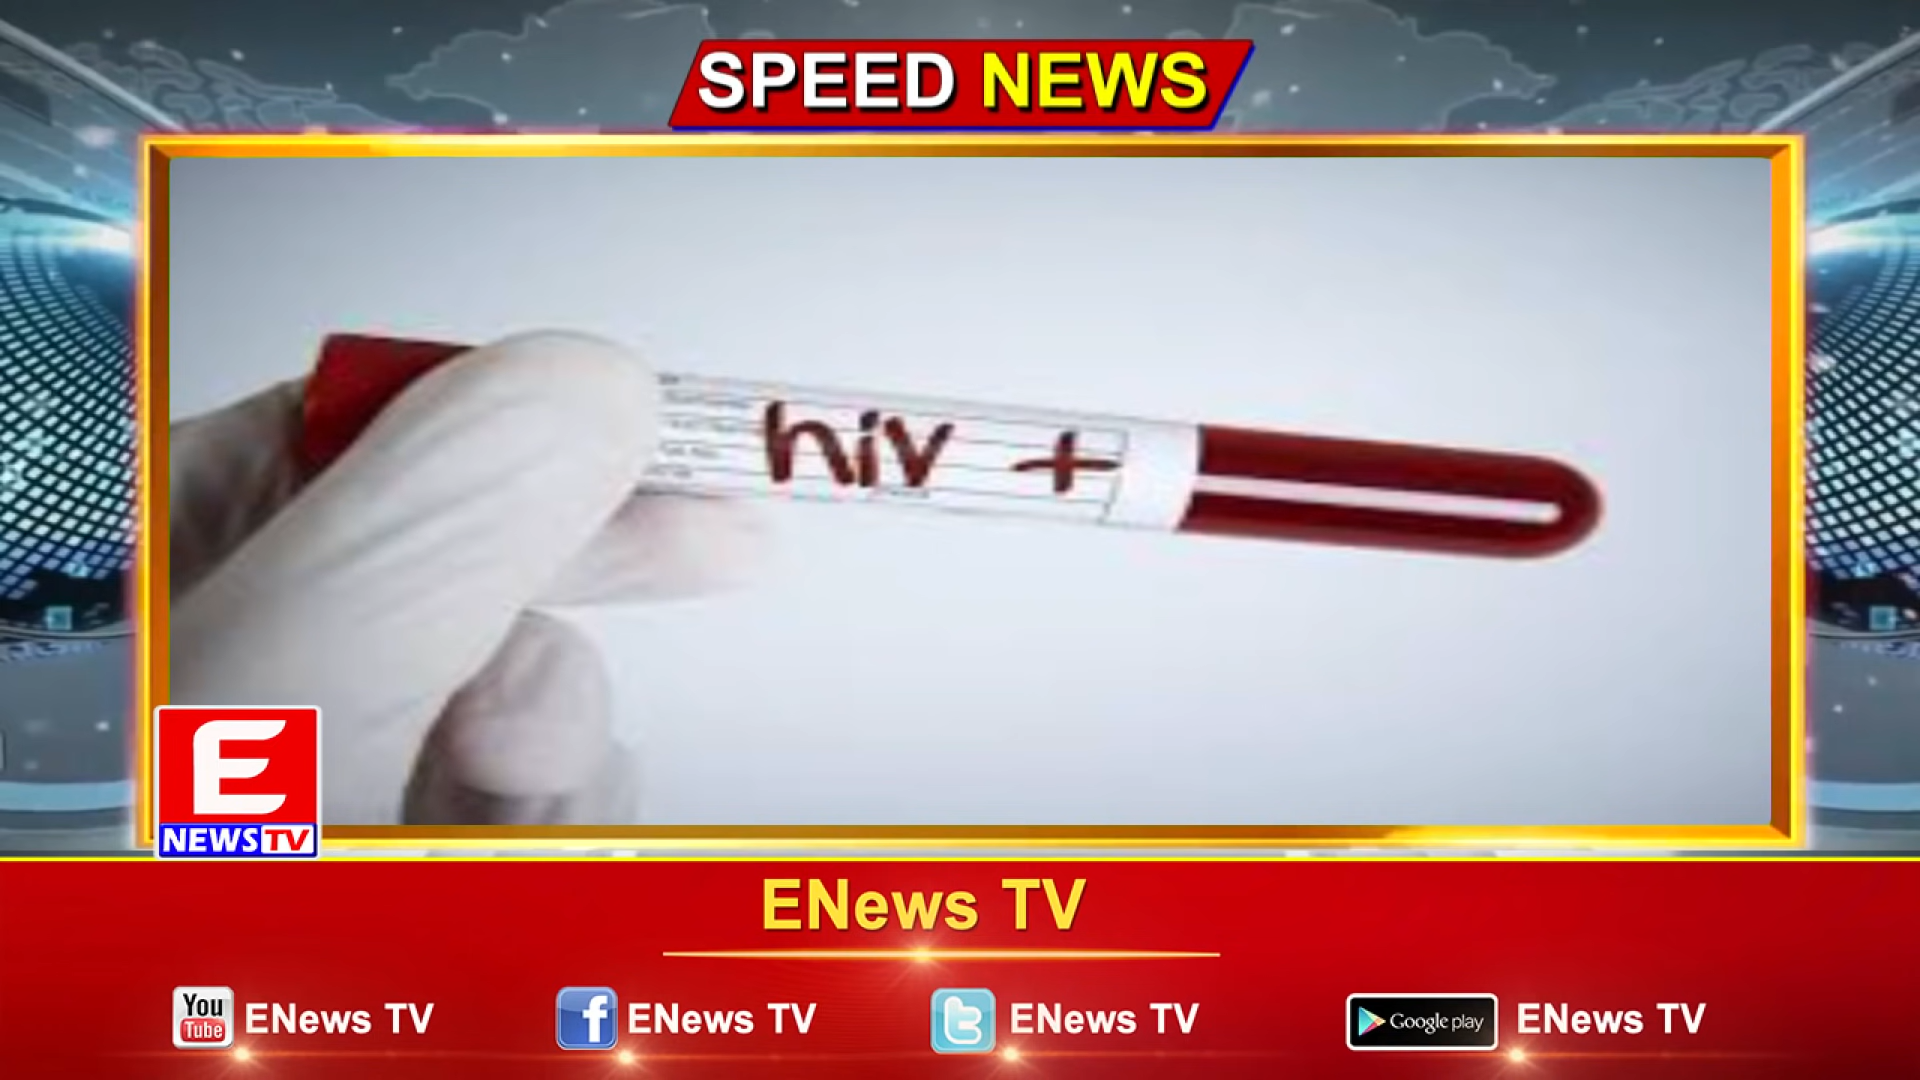 SPEED NEWS
hiv +
E
NEWS TV
ENews TV
You
Tube
ENews TV
f
ENews TV
t
ENews TV
Google play
ENews TV